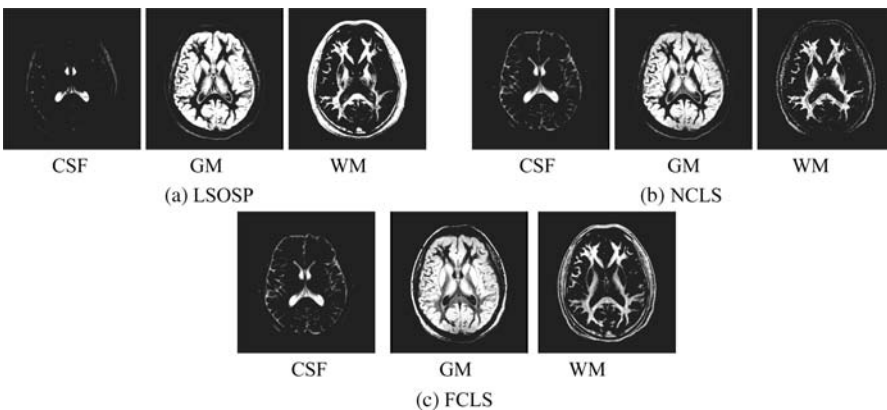 CSF GM WM
(a) LSOSP
CSF GM WM
(b) NCLS
CSF GM WM
(c) FCLS